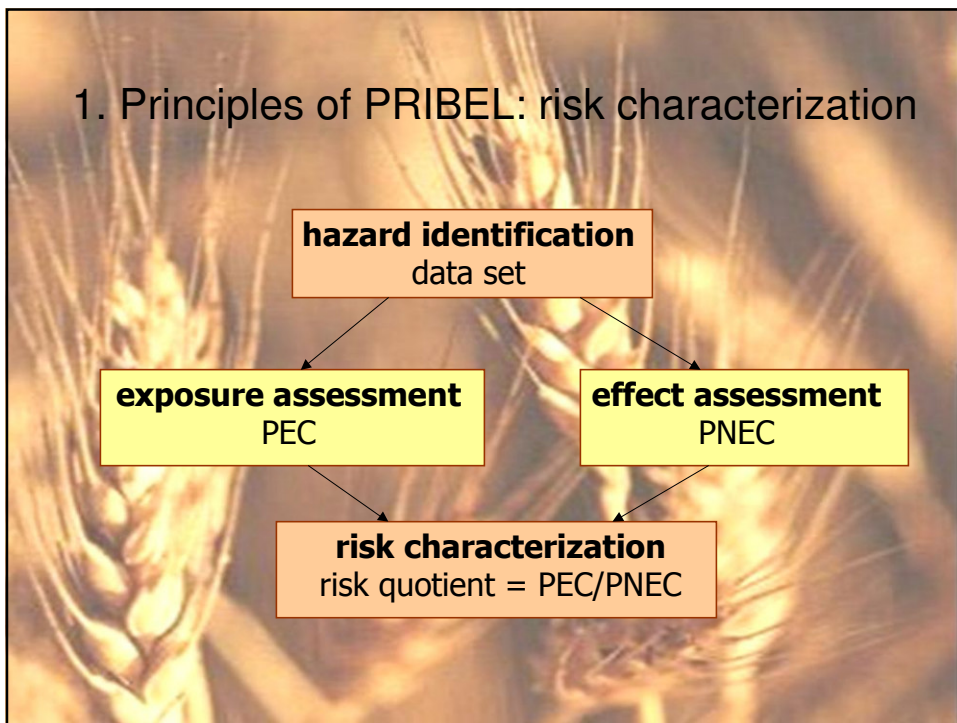 1. Principles of PRIBEL: risk characterization
hazard identification
data set
exposure assessment
PEC
effect assessment
PNEC
risk characterization
risk quotient = PEC/PNEC